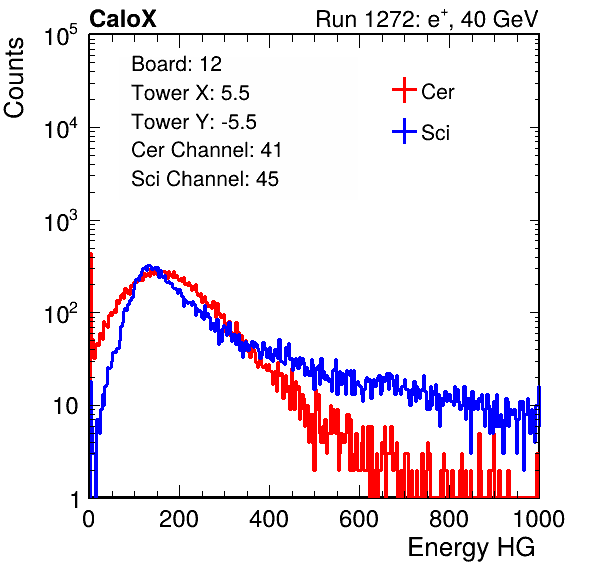 CaloX Run 1272: e⁺, 40 GeV
Counts
Board: 12
Tower X: 5.5
Tower Y: -5.5
Cer Channel: 41
Sci Channel: 45
Cer
Sci
10⁵
10⁴
10³
10²
10
1
0 200 400 600 800 1000
Energy HG